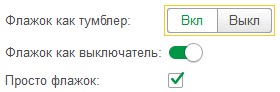 Флажок как тумблер: Вкл Выкл
Флажок как выключатель:
Просто флажок: